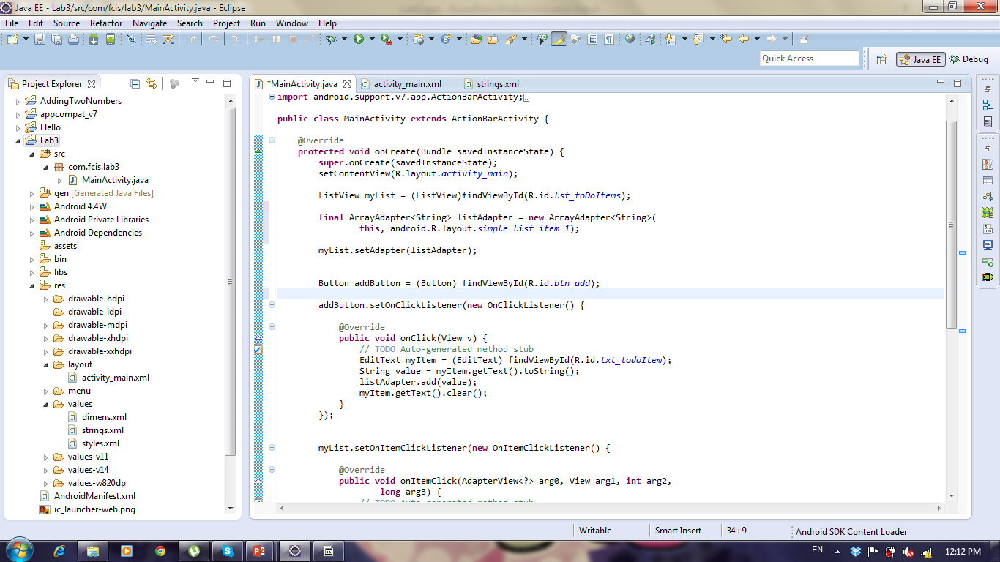 Java EE - Lab3/src/com/fcis/lab3/MainActivity.java - Eclipse
File Edit Source Refactor Navigate Search Project Run Window Help
Quick Access
Java EE
Debug
Project Explorer
AddingTwoNumbers
appcompat_v7
Hello
Lab3
src
com.fcis.lab3
MainActivity.java
gen [Generated Java Files]
Android 4.4W
Android Private Libraries
Android Dependencies
assets
bin
libs
res
drawable-hdpi
drawable-ldpi
drawable-mdpi
drawable-xhdpi
drawable-xxhdpi
layout
activity_main.xml
menu
values
dimens.xml
strings.xml
styles.xml
values-v11
values-v14
values-w820dp
AndroidManifest.xml
ic_launcher-web.png
*MainActivity.java activity_main.xml strings.xml
import android.support.v7.app.ActionBarActivity;
public class MainActivity extends ActionBarActivity {
@Override
protected void onCreate(Bundle savedInstanceState) {
super.onCreate(savedInstanceState);
setContentView(R.layout.activity_main);
ListView myList = (ListView)findViewById(R.id.lst_toDoItems);
final ArrayAdapter<String> listAdapter = new ArrayAdapter<String>(
this, android.R.layout.simple_list_item_1);
myList.setAdapter(listAdapter);
Button addButton = (Button) findViewById(R.id.btn_add);
addButton.setOnClickListener(new OnClickListener() {
@Override
public void onClick(View v) {
// TODO Auto-generated method stub
EditText myItem = (EditText) findViewById(R.id.txt_todoItem);
String value = myItem.getText().toString();
listAdapter.add(value);
myItem.getText().clear();
}
});
myList.setOnItemClickListener(new OnItemClickListener() {
@Override
public void onItemClick(AdapterView<?> arg0, View arg1, int arg2,
long arg3) {
// TODO Auto-generated method stub
Writable
Smart Insert
34 : 9
Android SDK Content Loader
EN
12:12 PM